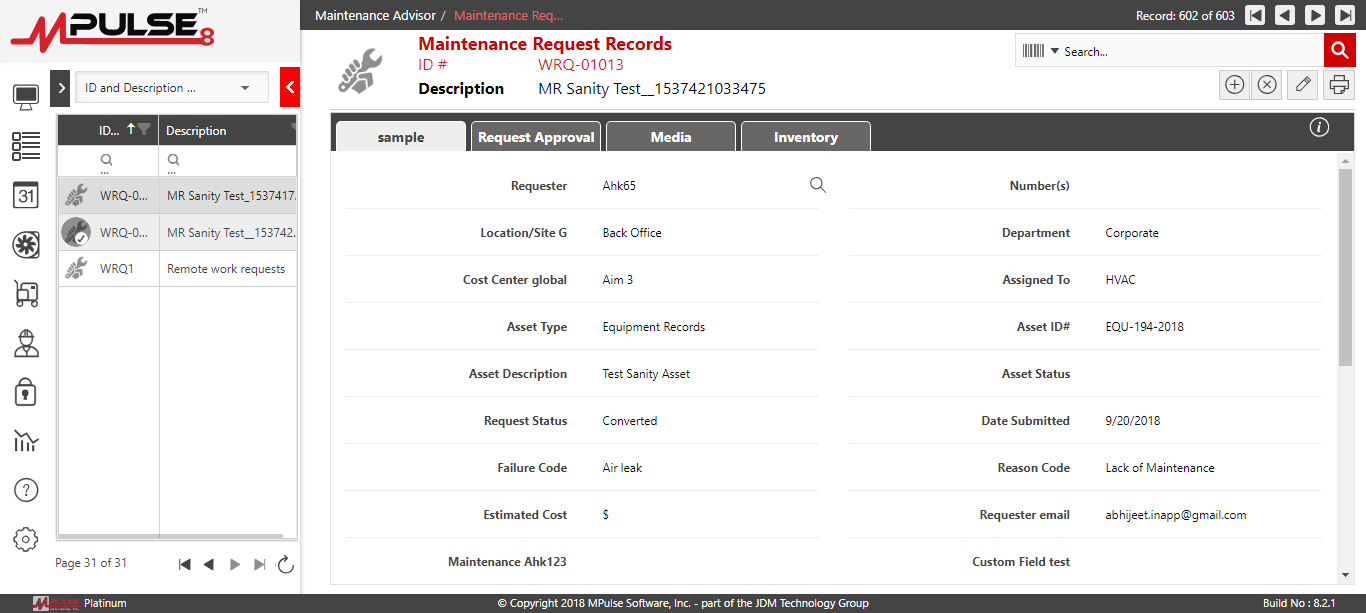 MPULSE 8 ™
Maintenance Advisor / Maintenance Req...
Record: 602 of 603
Maintenance Request Records
ID # WRQ-01013
Description MR Sanity Test__1537421033475
Search...
ID and Description ...
ID... Description
... ...
WRQ-0... MR Sanity Test_1537417
WRQ-0... MR Sanity Test__153742.
WRQ1 Remote work requests
31
Page 31 of 31
sample Request Approval Media Inventory
Requester Ahk65 Number(s)
Location/Site G Back Office Department Corporate
Cost Center global Aim 3 Assigned To HVAC
Asset Type Equipment Records Asset ID# EQU-194-2018
Asset Description Test Sanity Asset Asset Status
Request Status Converted Date Submitted 9/20/2018
Failure Code Air leak Reason Code Lack of Maintenance
Estimated Cost $ Requester email abhijeet.inapp@gmail.com
Maintenance Ahk123 Custom Field test
MPULSE Platinum
© Copyright 2018 MPulse Software, Inc. - part of the JDM Technology Group
Build No : 8.2.1